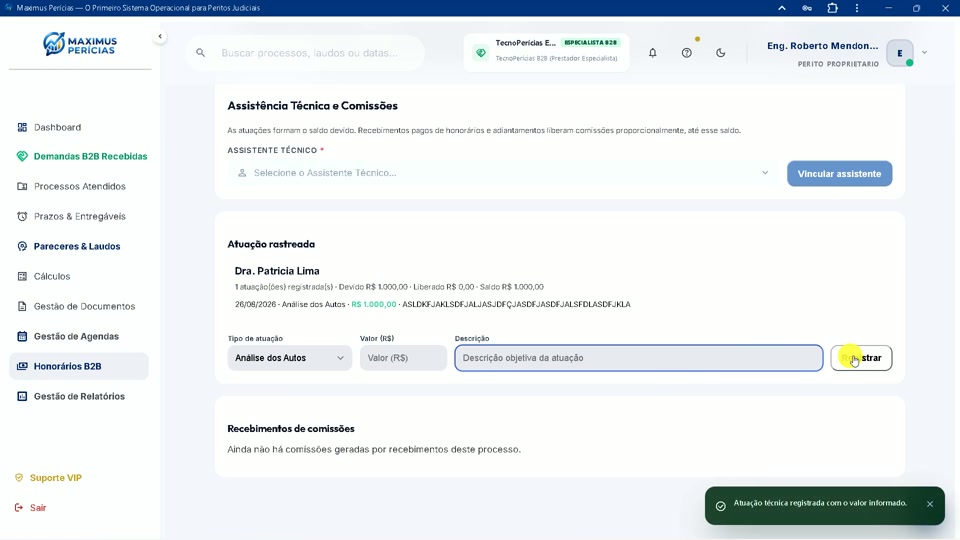 Maximus Perícias — O Primeiro Sistema Operacional para Peritos Judiciais
MAXIMUS
PERÍCIAS
Buscar processos, laudos ou datas...
TecnoPerícias E... ESPECIALISTA B2B
TecnoPerícias B2B (Prestador Especialista)
Eng. Roberto Mendon...
PERITO PROPRIETARIO
E
Dashboard
Demandas B2B Recebidas
Processos Atendidos
Prazos & Entregáveis
Pareceres & Laudos
Cálculos
Gestão de Documentos
Gestão de Agendas
Honorários B2B
Gestão de Relatórios
Suporte VIP
Sair
Assistência Técnica e Comissões
As atuações formam o saldo devido. Recebimentos pagos de honorários e adiantamentos liberam comissões proporcionalmente, até esse saldo.
ASSISTENTE TÉCNICO *
Selecione o Assistente Técnico...
Vincular assistente
Atuação rastreada
Dra. Patricia Lima
1 atuação(ões) registrada(s) · Devido R$ 1.000,00 · Liberado R$ 0,00 · Saldo R$ 1.000,00
26/06/2026 · Análise dos Autos · R$ 1.000,00 · ASLDKFJAKLSDFJALJASJDFÇJASDFJASDFJALSFDLASDFJKLA
Tipo de atuação
Valor (R$)
Descrição
Análise dos Autos
Valor (R$)
Descrição objetiva da atuação
Recebimentos de comissões
Ainda não há comissões geradas por recebimentos deste processo.
Atuação técnica registrada com o valor informado.